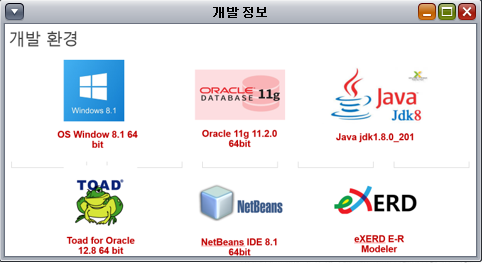 개발 정보
개발 환경
Windows 8.1
OS Window 8.1 64
bit
ORACLE
DATABASE 11g
Oracle 11g 11.2.0
64bit
Java
Jdk8
Java jdk1.8.0_201
TOAD
Toad for Oracle
12.8 64 bit
NetBeans
NetBeans IDE 8.1
64bit
eXERD
eXERD E-R
Modeler